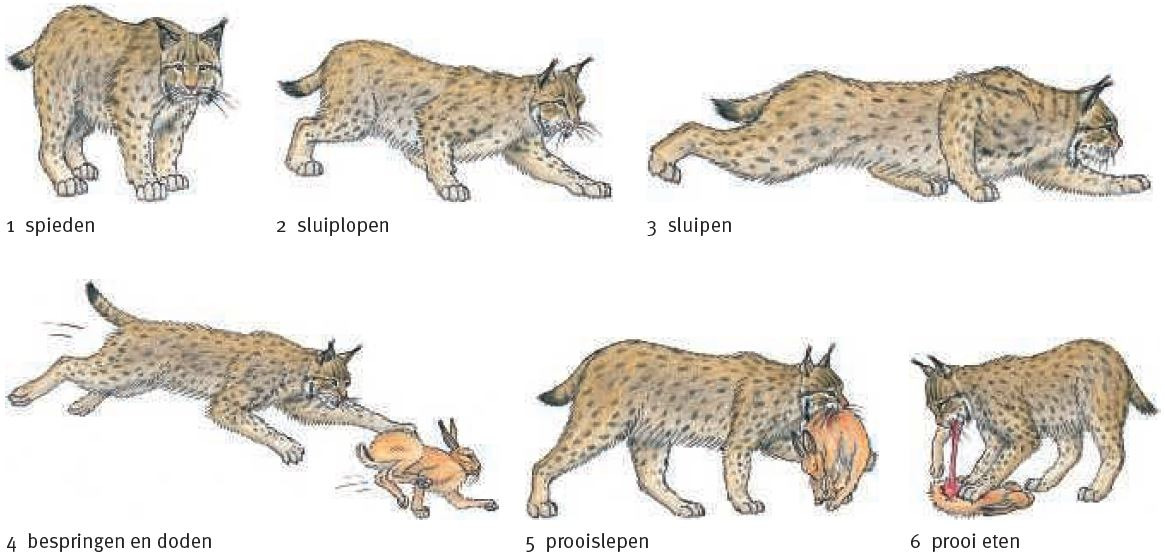 1 spieden
2 sluiplopen
3 sluipen
4 bespringen en doden
5 prooislepen
6 prooi eten